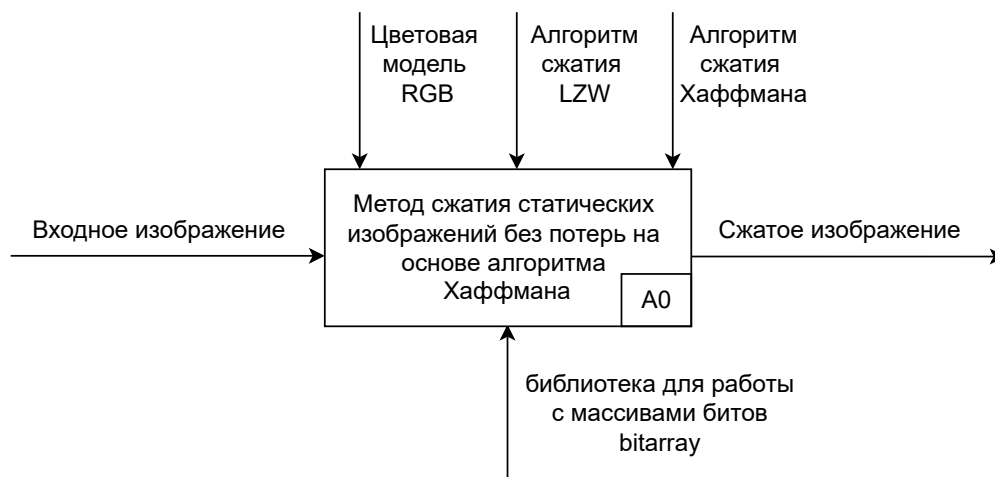 Цветовая
модель
RGB
Алгоритм
сжатия
LZW
Алгоритм
сжатия
Хаффмана
Входное изображение
Метод сжатия статических
изображений без потерь на
основе алгоритма
Хаффмана
A0
Сжатое изображение
библиотека для работы
с массивами битов
bitarray